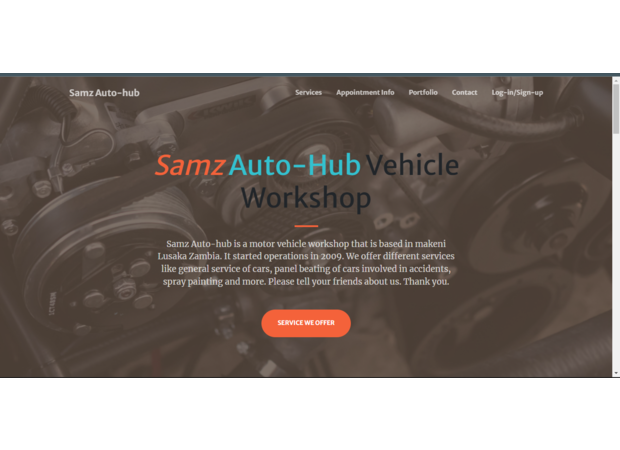 Samz Auto-hub
Services Appointment Info Portfolio Contact Log-in/Sign-up
Samz Auto-Hub Vehicle
Workshop
Samz Auto-hub is a motor vehicle workshop that is based in makeni
Lusaka Zambia. It started operations in 2009. We offer different services
like general service of cars, panel beating of cars involved in accidents,
spray painting and more. Please tell your friends about us. Thank you.
SERVICE WE OFFER